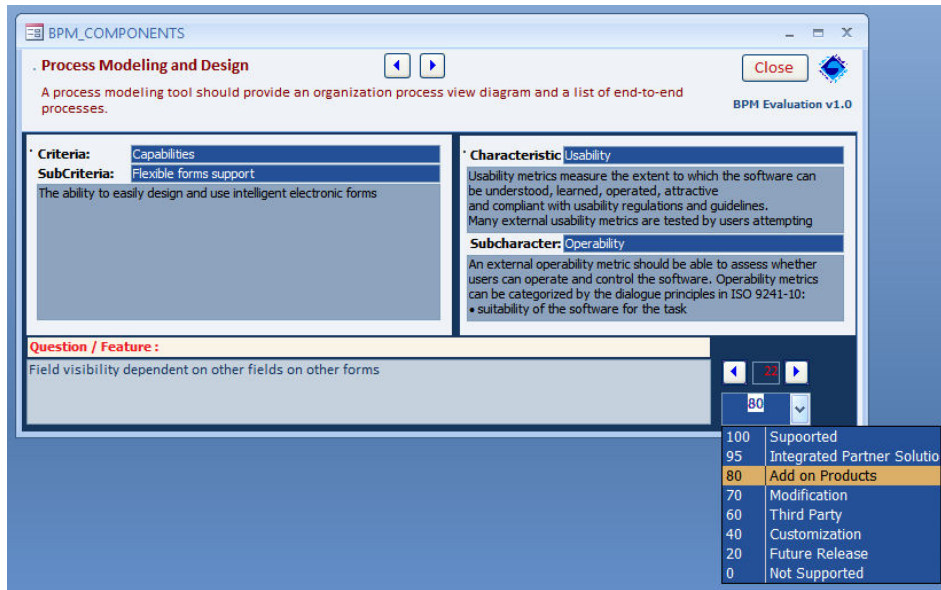 BPM_COMPONENTS
. Process Modeling and Design
Close
A process modeling tool should provide an organization process view diagram and a list of end-to-end
processes.
BPM Evaluation v1.0
Criteria: Capabilities
SubCriteria: Flexible forms support
The ability to easily design and use intelligent electronic forms
Characteristic Usability
Usability metrics measure the extent to which the software can
be understood, learned, operated, attractive
and compliant with usability regulations and guidelines.
Many external usability metrics are tested by users attempting
Subcharacter: Operability
An external operability metric should be able to assess whether
users can operate and control the software. Operability metrics
can be categorized by the dialogue principles in ISO 9241-10:
• suitability of the software for the task
Question / Feature :
Field visibility dependent on other fields on other forms
22
80
100 Supoorted
95 Integrated Partner Solutio
80 Add on Products
70 Modification
60 Third Party
40 Customization
20 Future Release
0 Not Supported